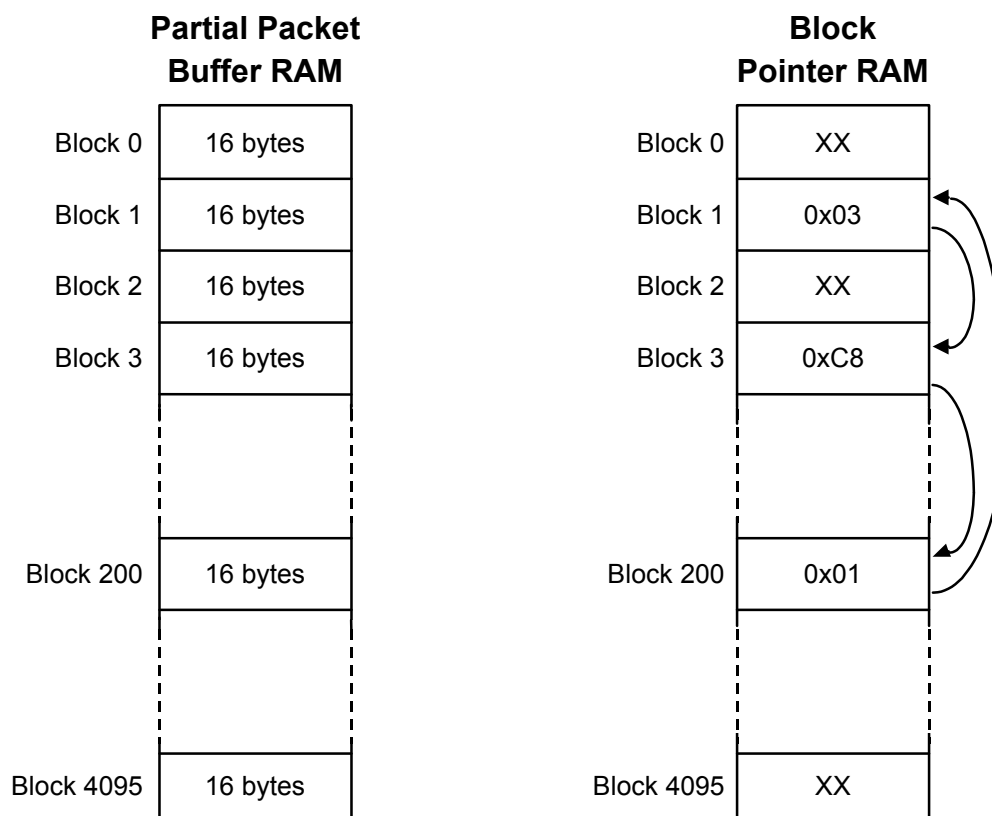 Partial Packet
Buffer RAM
Block 0 16 bytes
Block 1 16 bytes
Block 2 16 bytes
Block 3 16 bytes
Block 200 16 bytes
Block 4095 16 bytes
Block
Pointer RAM
Block 0 XX
Block 1 0x03
Block 2 XX
Block 3 0xC8
Block 200 0x01
Block 4095 XX